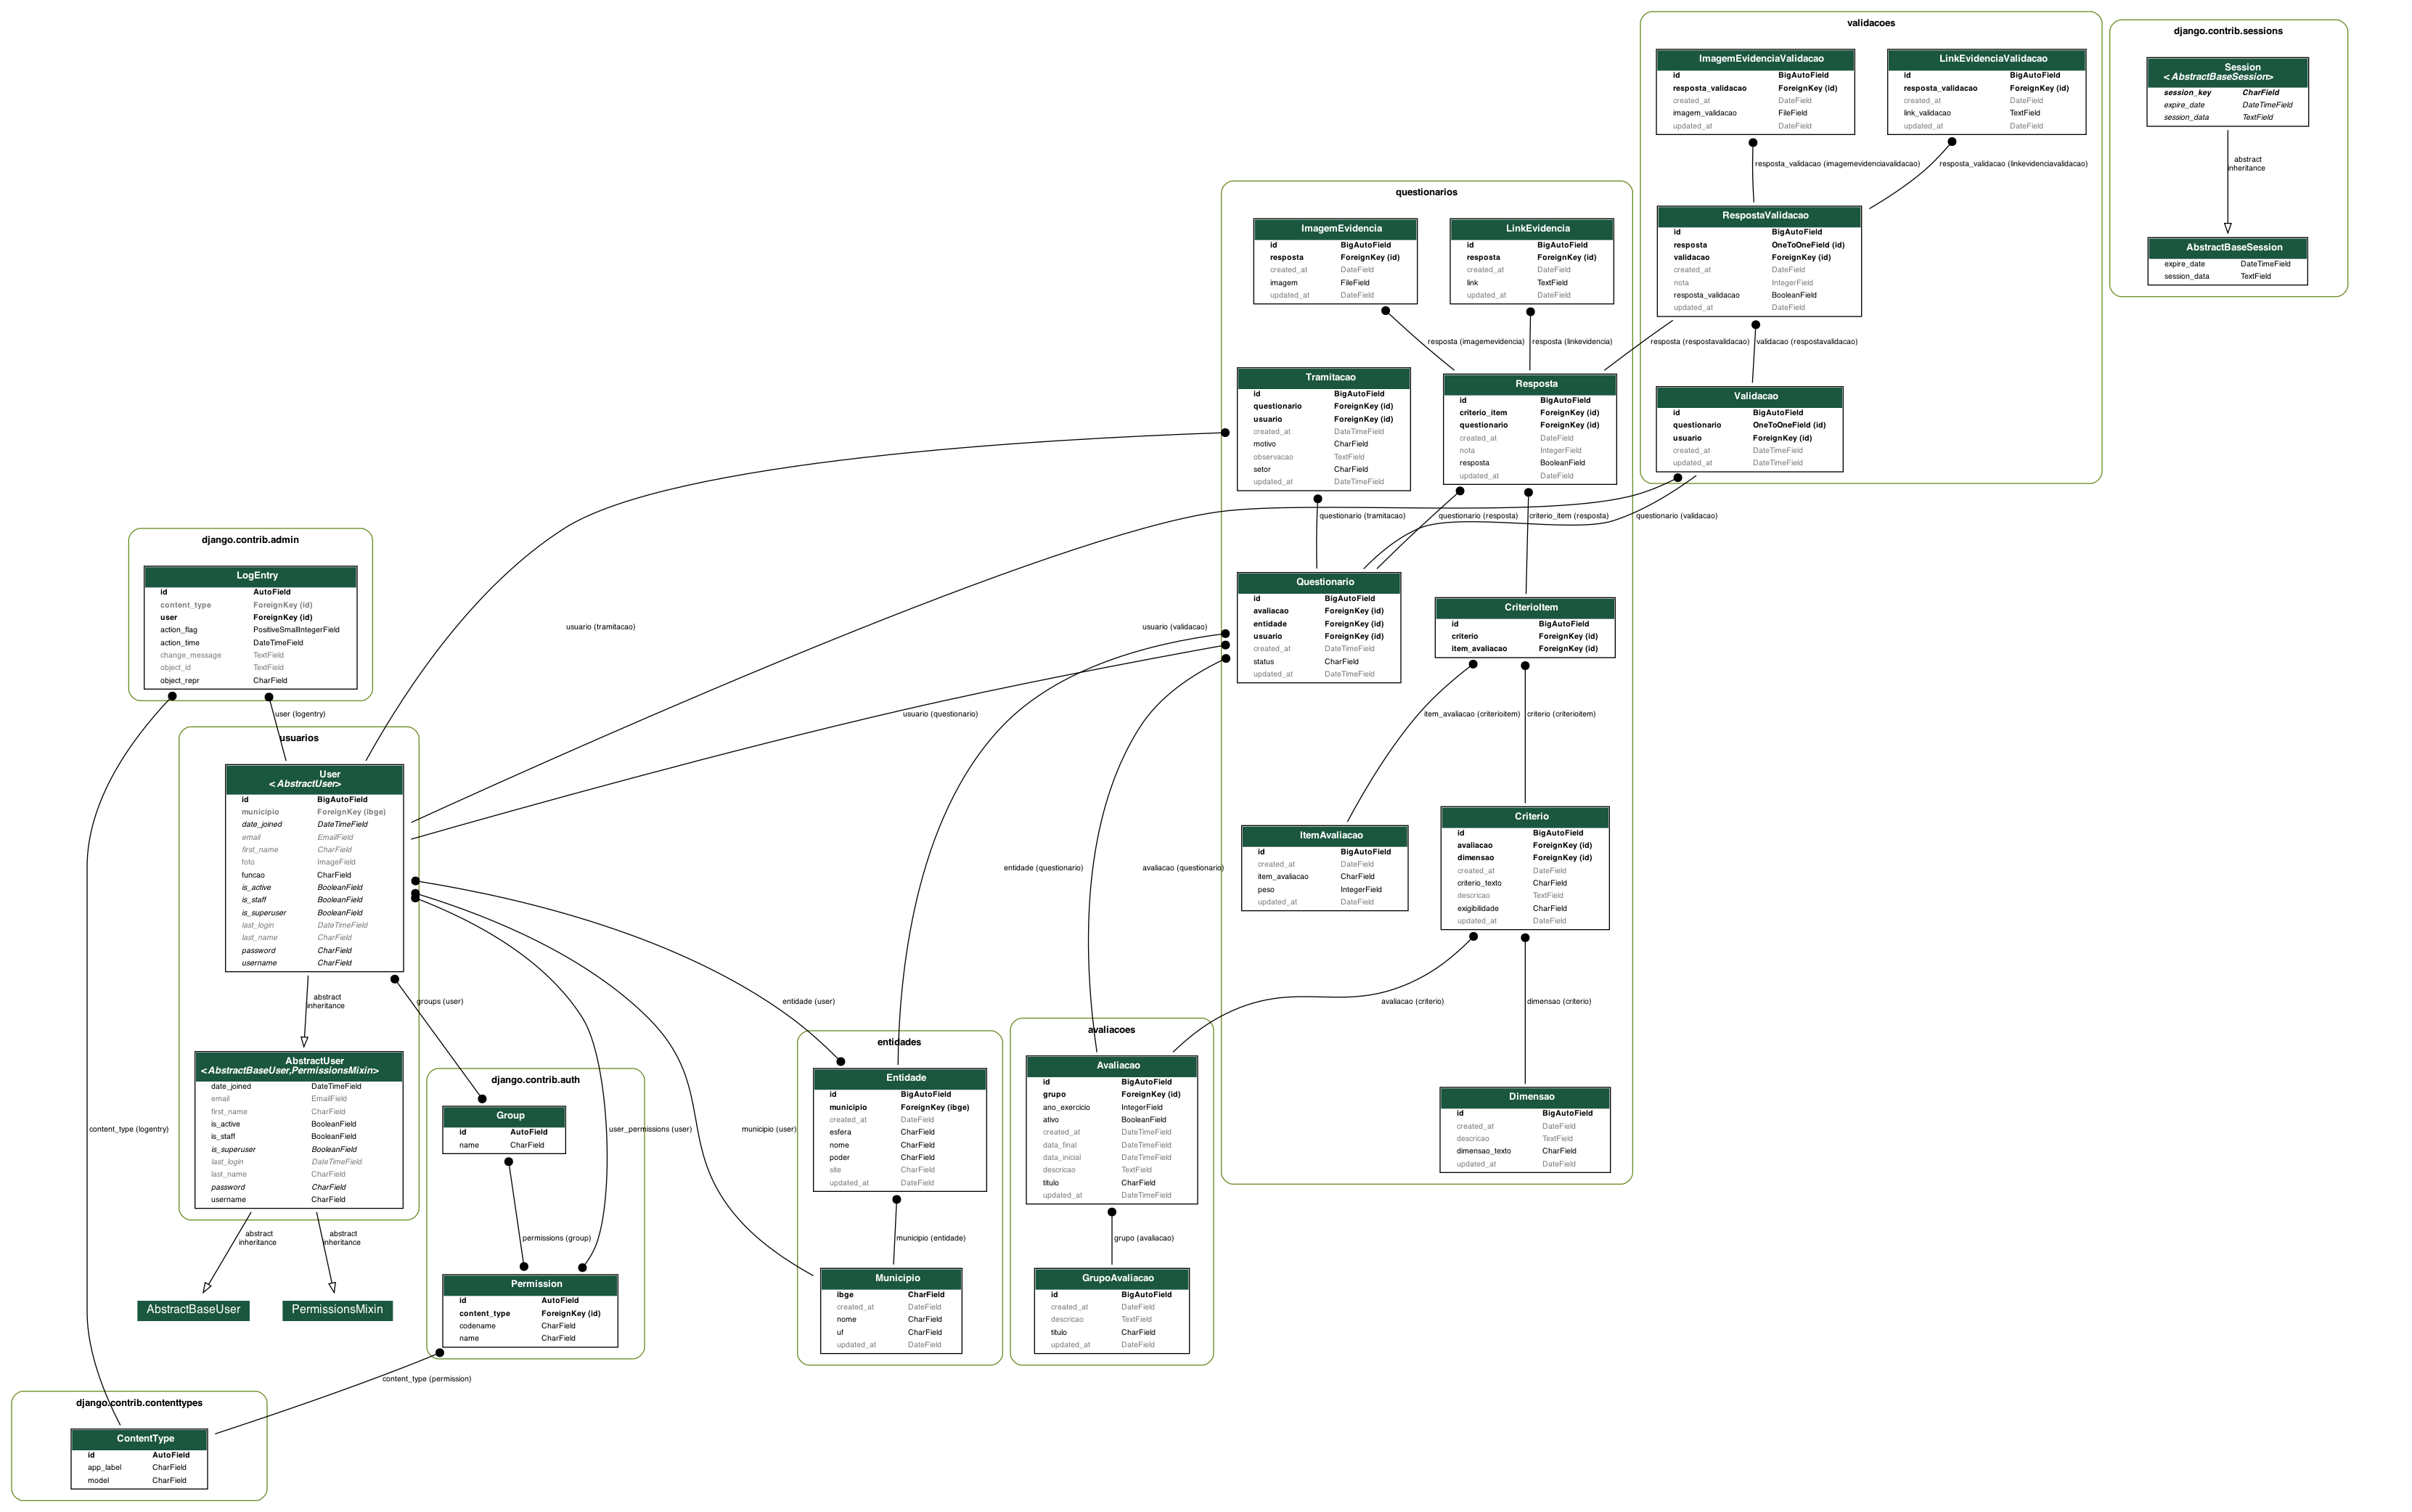 validacoes
ImagemEvidenciaValidacao
id BigAutoField
resposta_validacao ForeignKey (id)
created_at DateField
imagem_validacao FileField
updated_at DateField
LinkEvidenciaValidacao
id BigAutoField
resposta_validacao ForeignKey (id)
created_at DateField
link_validacao TextField
updated_at DateField
resposta_validacao (imagemevidenciavalidacao)
resposta_validacao (linkevidenciavalidacao)
RespostaValidacao
id BigAutoField
resposta OneToOneField (id)
validacao ForeignKey (id)
created_at DateField
nota IntegerField
resposta_validacao BooleanField
updated_at DateField
resposta (respostavalidacao)
validacao (respostavalidacao)
Validacao
id BigAutoField
questionario OneToOneField (id)
usuario ForeignKey (id)
created_at DateTimeField
updated_at DateTimeField
django.contrib.sessions
Session
<AbstractBaseSession>
session_key CharField
expire_date DateTimeField
session_data TextField
abstract
inheritance
AbstractBaseSession
expire_date DateTimeField
session_data TextField
questionarios
ImagemEvidencia
id BigAutoField
resposta ForeignKey (id)
created_at DateField
imagem FileField
updated_at DateField
LinkEvidencia
id BigAutoField
resposta ForeignKey (id)
created_at DateField
link TextField
updated_at DateField
resposta (imagemevidencia)
resposta (linkevidencia)
Tramitacao
id BigAutoField
questionario ForeignKey (id)
usuario ForeignKey (id)
created_at DateTimeField
motivo CharField
observacao TextField
setor CharField
updated_at DateTimeField
Resposta
id BigAutoField
criterio_item ForeignKey (id)
questionario ForeignKey (id)
created_at DateField
nota IntegerField
resposta BooleanField
updated_at DateField
questionario (tramitacao)
questionario (resposta)
criterio_item (resposta)
questionario (validacao)
Questionario
id BigAutoField
avaliacao ForeignKey (id)
entidade ForeignKey (id)
usuario ForeignKey (id)
created_at DateTimeField
status CharField
updated_at DateTimeField
CriterioItem
id BigAutoField
criterio ForeignKey (id)
item_avaliacao ForeignKey (id)
item_avaliacao (criterioitem)
criterio (criterioitem)
ItemAvaliacao
id BigAutoField
created_at DateField
item_avaliacao CharField
peso IntegerField
updated_at DateField
Criterio
id BigAutoField
avaliacao ForeignKey (id)
dimensao ForeignKey (id)
created_at DateField
criterio_texto CharField
descricao TextField
exigibilidade CharField
updated_at DateField
avaliacao (criterio)
dimensao (criterio)
Dimensao
id BigAutoField
created_at DateField
descricao TextField
dimensao_texto CharField
updated_at DateField
django.contrib.admin
LogEntry
id AutoField
content_type ForeignKey (id)
user ForeignKey (id)
action_flag PositiveSmallIntegerField
action_time DateTimeField
change_message TextField
object_id TextField
object_repr CharField
user (logentry)
usuario (tramitacao)
usuario (validacao)
usuario (questionario)
entidade (questionario)
avaliacao (questionario)
usuarios
User
<AbstractUser>
id BigAutoField
municipio ForeignKey (ibge)
date_joined DateTimeField
email EmailField
first_name CharField
foto ImageField
funcao CharField
is_active BooleanField
is_staff BooleanField
is_superuser BooleanField
last_login DateTimeField
last_name CharField
password CharField
username CharField
abstract
inheritance
groups (user)
entidade (user)
AbstractUser
<AbstractBaseUser,PermissionsMixin>
date_joined DateTimeField
email EmailField
first_name CharField
is_active BooleanField
is_staff BooleanField
is_superuser BooleanField
last_login DateTimeField
last_name CharField
password CharField
username CharField
abstract
inheritance
abstract
inheritance
AbstractBaseUser
PermissionsMixin
content_type (logentry)
django.contrib.auth
Group
id AutoField
name CharField
user_permissions (user)
municipio (user)
permissions (group)
Permission
id AutoField
content_type ForeignKey (id)
codename CharField
name CharField
content_type (permission)
entidades
Entidade
id BigAutoField
municipio ForeignKey (ibge)
created_at DateField
esfera CharField
nome CharField
poder CharField
site CharField
updated_at DateField
municipio (entidade)
Municipio
ibge CharField
created_at DateField
nome CharField
uf CharField
updated_at DateField
avaliacoes
Avaliacao
id BigAutoField
grupo ForeignKey (id)
ano_exercicio IntegerField
ativo BooleanField
created_at DateTimeField
data_final DateTimeField
data_inicial DateTimeField
descricao TextField
titulo CharField
updated_at DateTimeField
grupo (avaliacao)
GrupoAvaliacao
id BigAutoField
created_at DateField
descricao TextField
titulo CharField
updated_at DateField
django.contrib.contenttypes
ContentType
id AutoField
app_label CharField
model CharField